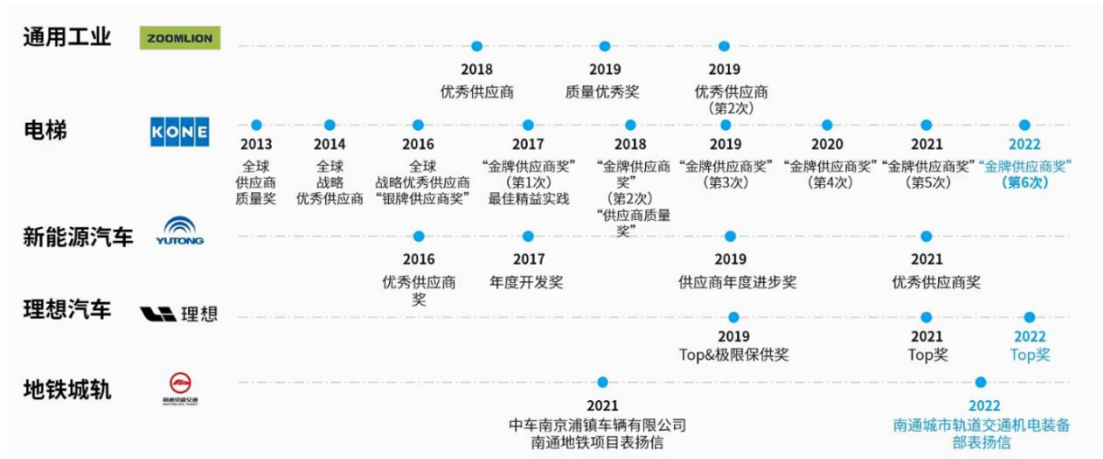 通用工业
ZOOMLION
2018
2019
2019
优秀供应商
质量优秀奖
优秀供应商
（第2次）
电梯
KONE
2013
2014
2016
2017
2018
2019
2020
2021
2022
全球
供应商
质量奖
全球
战略
优秀供应商
全球
战略优秀供应商
“银牌供应商奖”
“金牌供应商奖”
（第1次）
最佳精益实践
“金牌供应商
奖”
（第2次）
“供应商质量
奖”
“金牌供应商奖”
（第3次）
“金牌供应商奖”
（第4次）
“金牌供应商奖”
（第5次）
“金牌供应商奖”
（第6次）
新能源汽车
YUTONG
2016
2017
2019
2021
优秀供应商
奖
年度开发奖
供应商年度进步奖
优秀供应商奖
理想汽车
理想
2019
2021
2022
Top&极限保供奖
Top奖
Top奖
地铁城轨
2021
2022
中车南京浦镇车辆有限公司
南通地铁项目表扬信
南通城市轨道交通机电装备
部表扬信